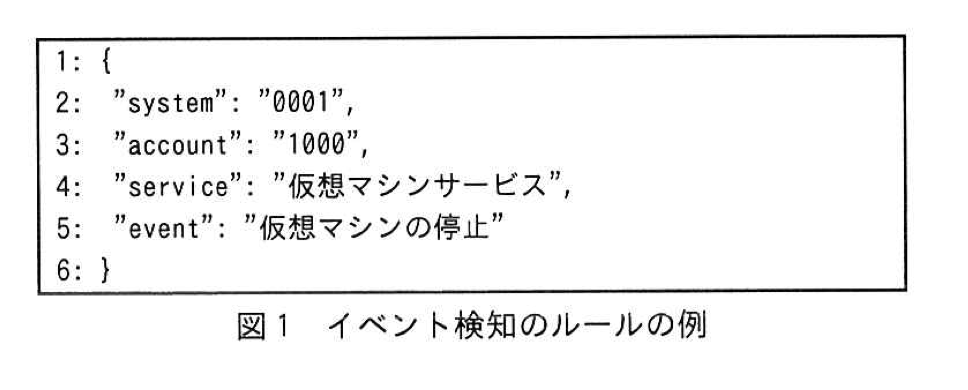 1: {
2: ”system”: ”0001”,
3: ”account”: ”1000”,
4: ”service”: ”仮想マシンサービス”,
5: ”event”: ”仮想マシンの停止”
6: }
図1 イベント検知のルールの例